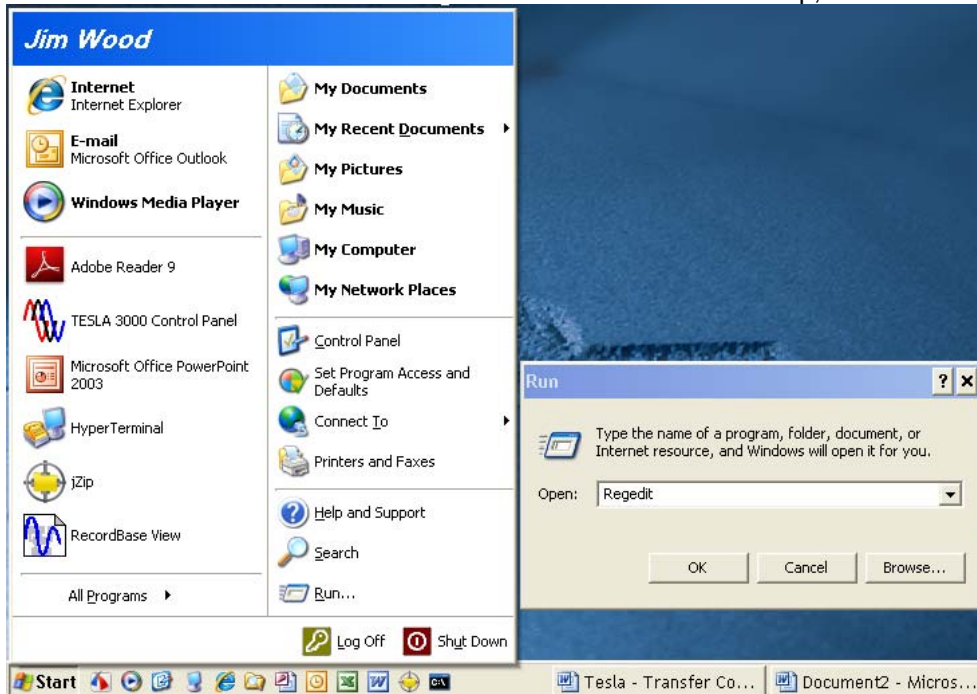 Jim Wood
Internet
Internet Explorer
E-mail
Microsoft Office Outlook
Windows Media Player
Adobe Reader 9
TESLA 3000 Control Panel
Microsoft Office PowerPoint
2003
HyperTerminal
jZip
RecordBase View
All Programs
My Documents
My Recent Documents
My Pictures
My Music
My Computer
My Network Places
Control Panel
Set Program Access and
Defaults
Connect To
Printers and Faxes
Help and Support
Search
Run...
Log Off Shut Down
Run
Type the name of a program, folder, document, or
Internet resource, and Windows will open it for you.
Open: Regedit
OK Cancel Browse...
Start Tesla - Transfer Co... Document2 - Micros...